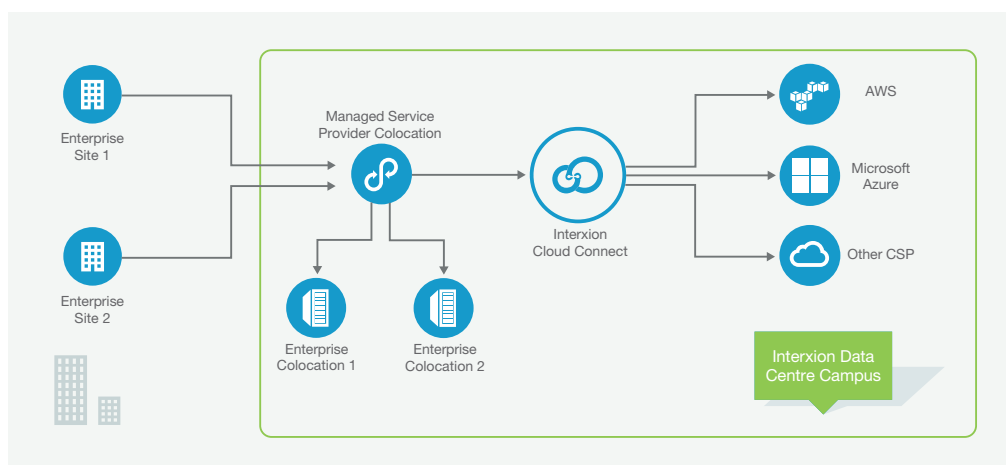 Enterprise
Site 1
Managed Service
Provider Colocation
AWS
Microsoft
Azure
Interxion
Cloud Connect
Other CSP
Enterprise
Site 2
Enterprise
Colocation 1
Enterprise
Colocation 2
Interxion Data
Centre Campus